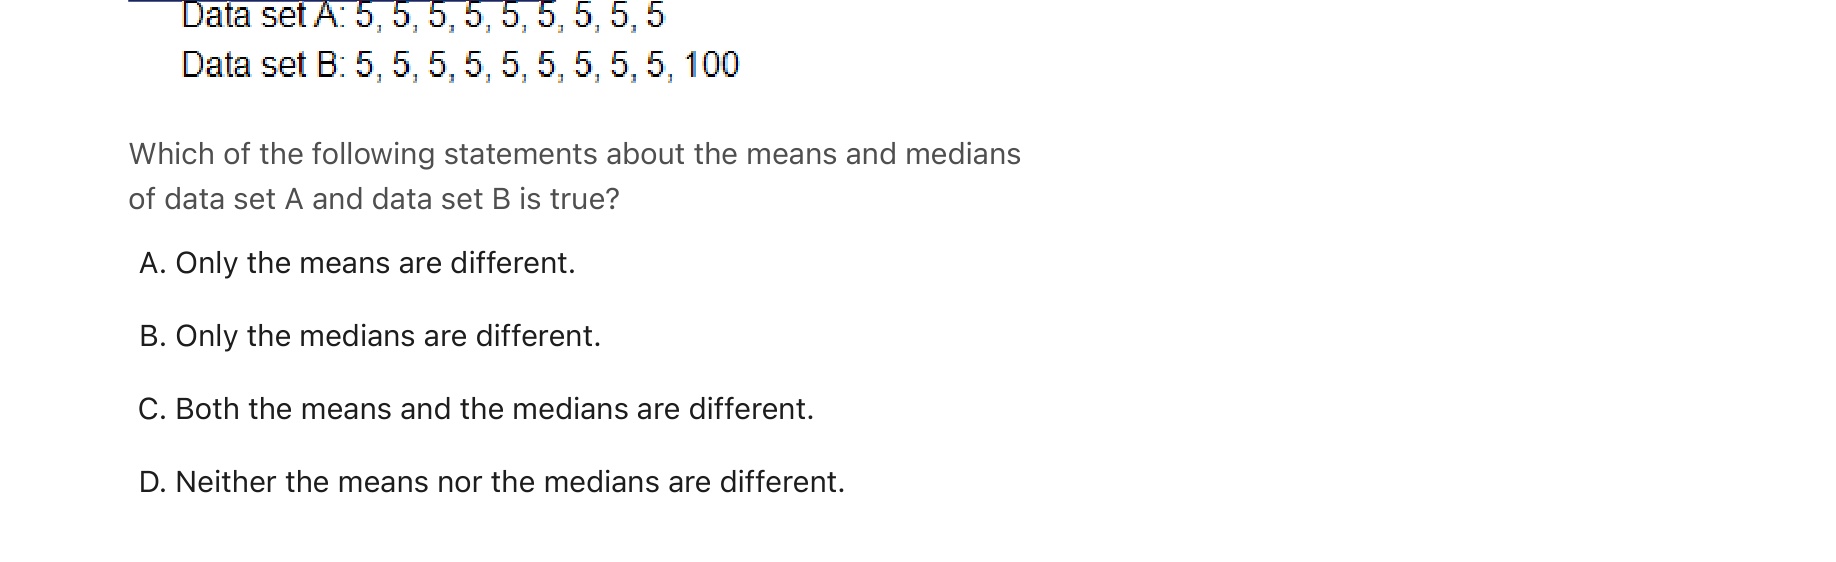 Data set A: 5, 5, 5, 5, 5, 5, 5, 5, 5
Data set B: 5, 5, 5, 5, 5, 5, 5, 5, 5, 100
Which of the following statements about the means and medians
of data set A and data set B is true?
A. Only the means are different.
B. Only the medians are different.
C. Both the means and the medians are different.
D. Neither the means nor the medians are different.